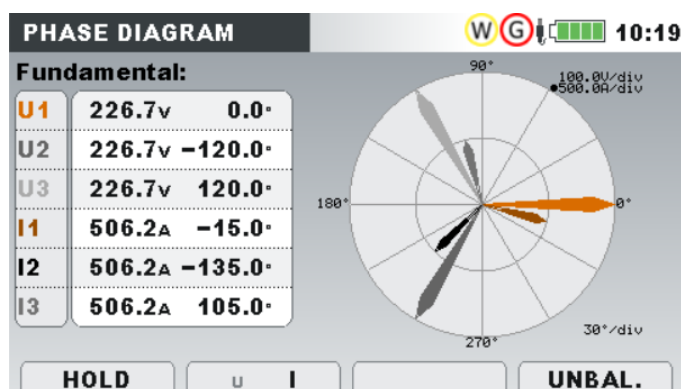 PHASE DIAGRAM W G 10:19
Fundamental:
U1 226.7V 0.0°
U2 226.7V -120.0°
U3 226.7V 120.0°
I1 506.2A -15.0°
I2 506.2A -135.0°
I3 506.2A 105.0°
90°
100.0V/div
500.0A/div
180°
0°
270°
30°/div
HOLD U I UNBAL.